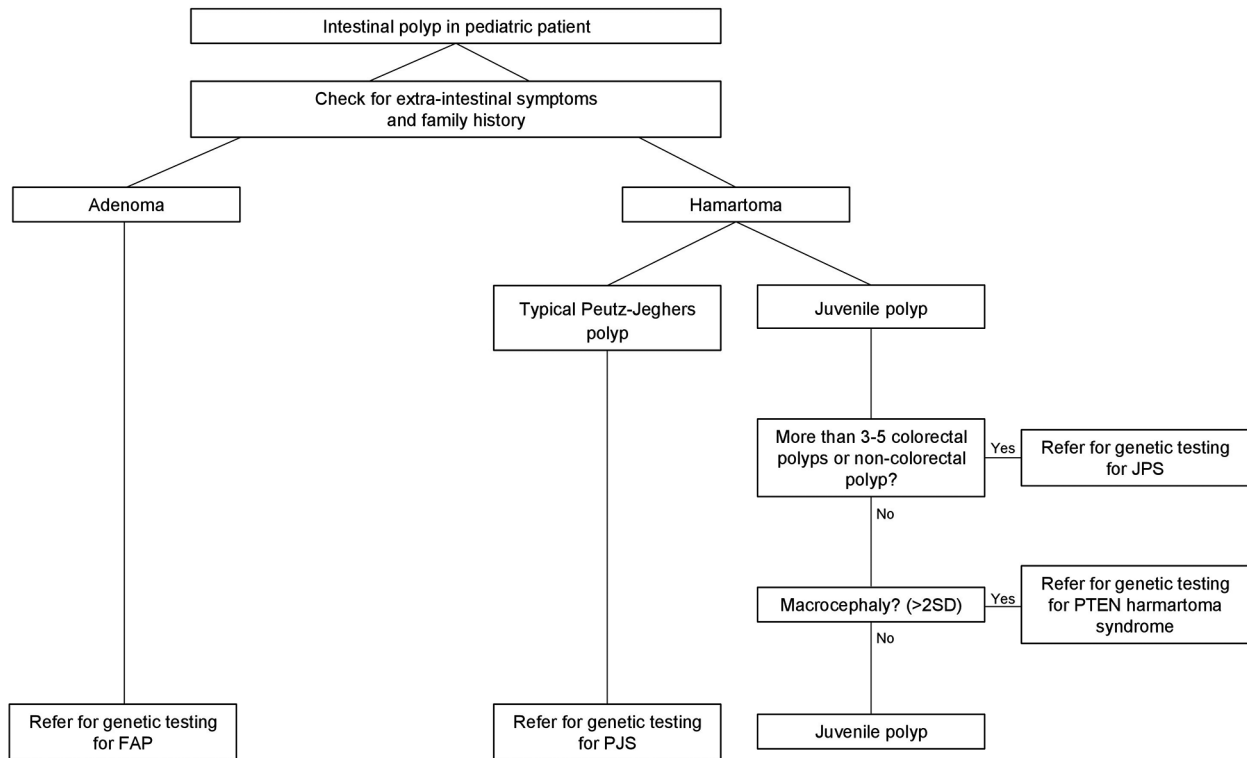 Intestinal polyp in pediatric patient
Check for extra-intestinal symptoms
and family history
Adenoma
Hamartoma
Typical Peutz-Jeghers
polyp
Juvenile polyp
More than 3-5 colorectal
polyps or non-colorectal
polyp?
Yes
Refer for genetic testing
for JPS
No
Macrocephaly? (>2SD)
Yes
Refer for genetic testing
for PTEN harmartoma
syndrome
No
Refer for genetic testing
for FAP
Refer for genetic testing
for PJS
Juvenile polyp